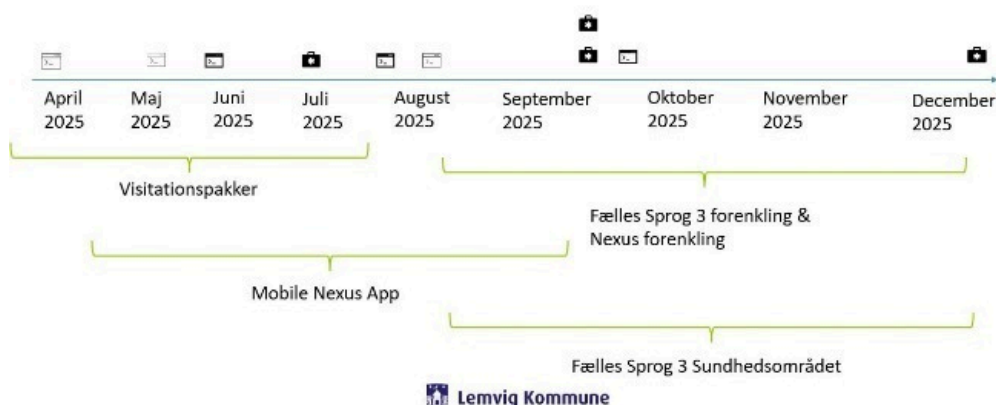 April
2025
Maj
2025
Juni
2025
Juli
2025
August
2025
September
2025
Oktober
2025
November
2025
December
2025
Visitationspakker
Fælles Sprog 3 forenkling &
Nexus forenkling
Mobile Nexus App
Fælles Sprog 3 Sundhedsområdet
Lemvig Kommune